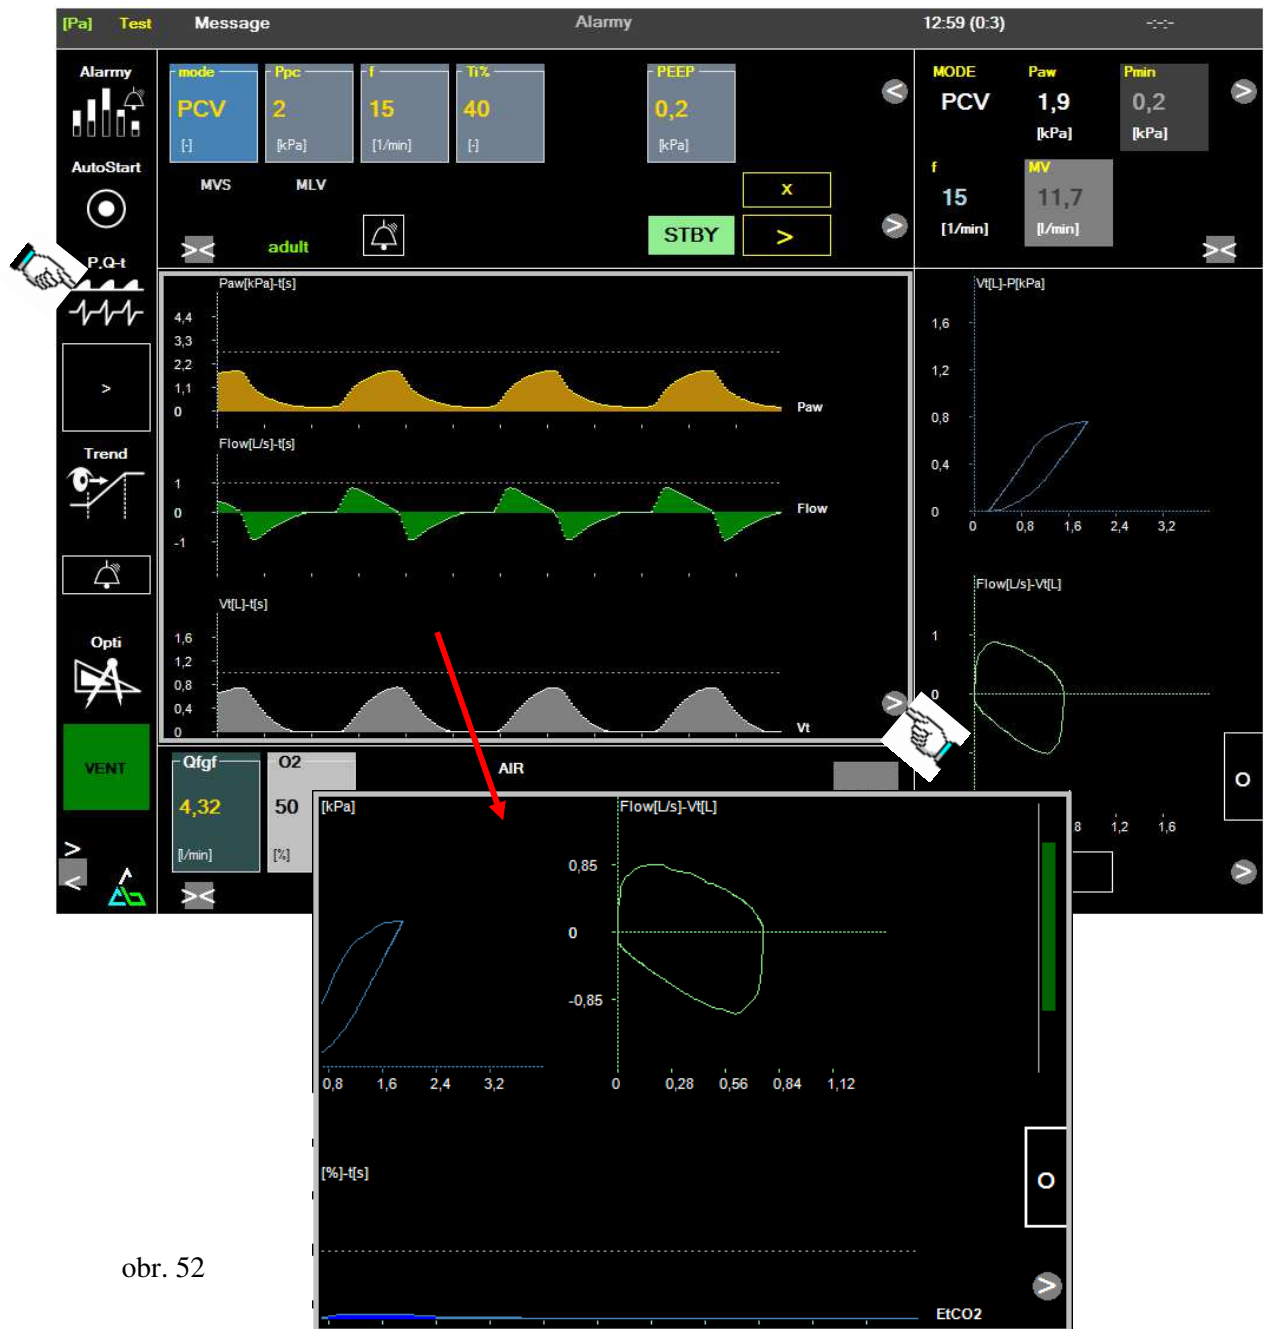 [Pa] Test Message Alarmy 12:59 (0:3) -:-:-
Alarmy
AutoStart
P,Q-t
>
Trend
Opti
VENT
>
<
mode Ppc f Ti% PEEP
PCV 2 15 40 0,2
[-] [kPa] [1/min] [-] [kPa]
MVS MLV x
adult STBY >
><
<
>
MODE Paw Pmin
PCV 1,9 0,2
[kPa] [kPa]
>
f MV
15 11,7
[1/min] [l/min]
><
Paw[kPa]-t[s]
4,4
3,3
2,2
1,1
0
Paw
Flow[L/s]-t[s]
1
0
-1
Flow
Vt[L]-t[s]
1,6
1,2
0,8
0,4
0
Vt
>
Vt[L]-P[kPa]
1,6
1,2
0,8
0,4
0
0 0,8 1,6 2,4 3,2
Flow[L/s]-Vt[L]
1
0
8 1,2 1,6
O
>
Qfgf O2 AIR
4,32 50
[l/min] [%]
><
[kPa]
0,8 1,6 2,4 3,2
Flow[L/s]-Vt[L]
0,85
0
-0,85
0 0,28 0,56 0,84 1,12
[%]-t[s]
O
>
EtCO2
obr. 52